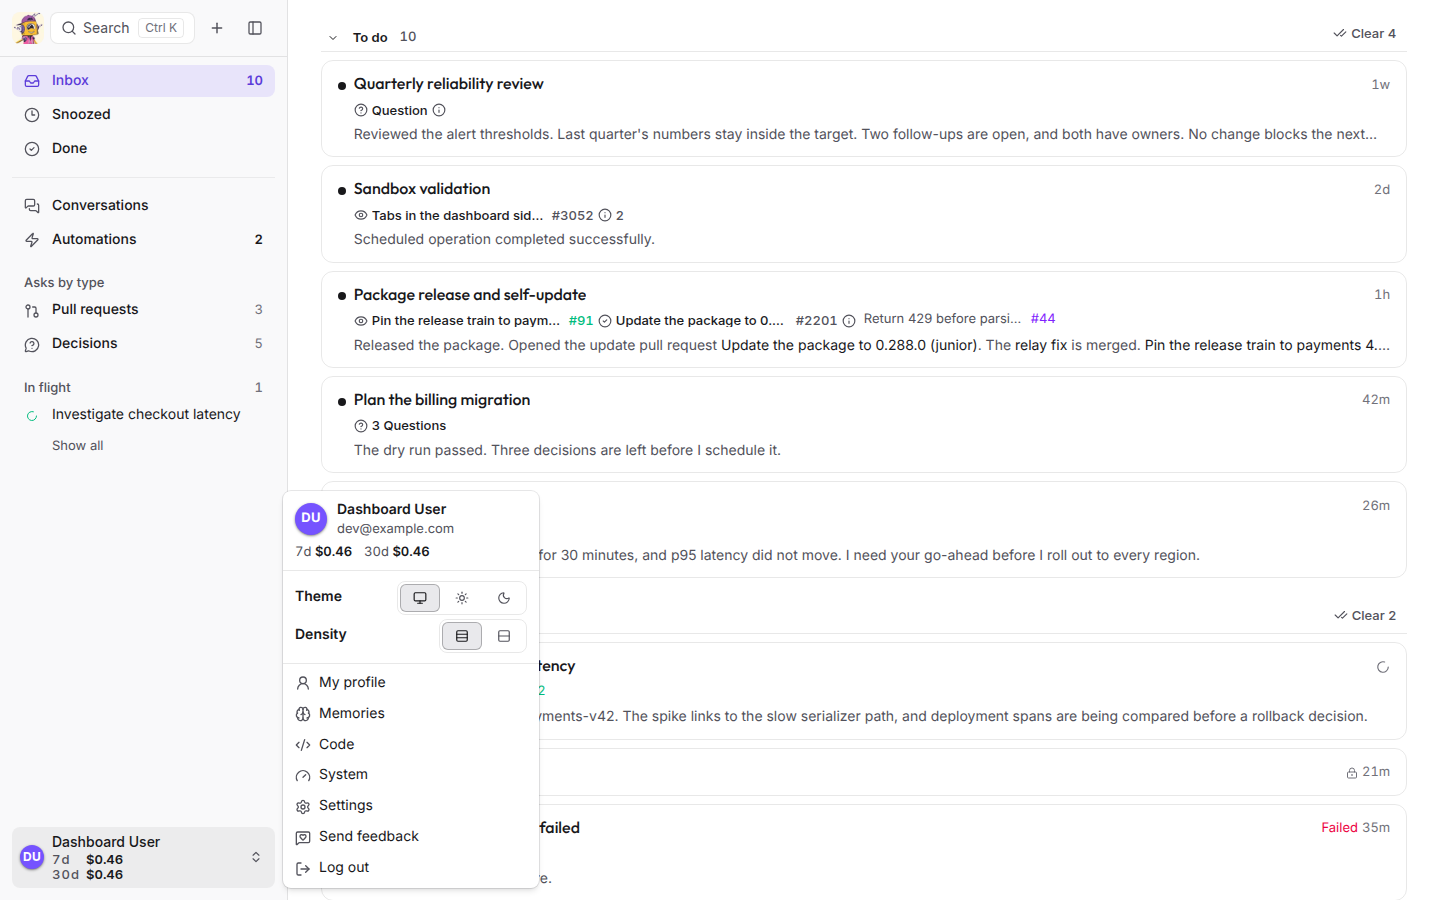 Search Ctrl K
Inbox 10
Snoozed
Done
Conversations
Automations 2
Asks by type
Pull requests 3
Decisions 5
In flight 1
Investigate checkout latency
Show all
Dashboard User
DU
7d $0.46
30d $0.46
To do 10 Clear 4
Quarterly reliability review 1w
Question
Reviewed the alert thresholds. Last quarter's numbers stay inside the target. Two follow-ups are open, and both have owners. No change blocks the next...
Sandbox validation 2d
Tabs in the dashboard sid... #3052 2
Scheduled operation completed successfully.
Package release and self-update 1h
Pin the release train to paym... #91 Update the package to 0.... #2201 Return 429 before parsi... #44
Released the package. Opened the update pull request Update the package to 0.288.0 (junior). The relay fix is merged. Pin the release train to payments 4....
Plan the billing migration 42m
3 Questions
The dry run passed. Three decisions are left before I schedule it.
26m
for 30 minutes, and p95 latency did not move. I need your go-ahead before I roll out to every region.
Clear 2
tency
2
yments-v42. The spike links to the slow serializer path, and deployment spans are being compared before a rollback decision.
21m
failed Failed 35m
re.
DU
Dashboard User
dev@example.com
7d $0.46 30d $0.46
Theme
Density
My profile
Memories
Code
System
Settings
Send feedback
Log out